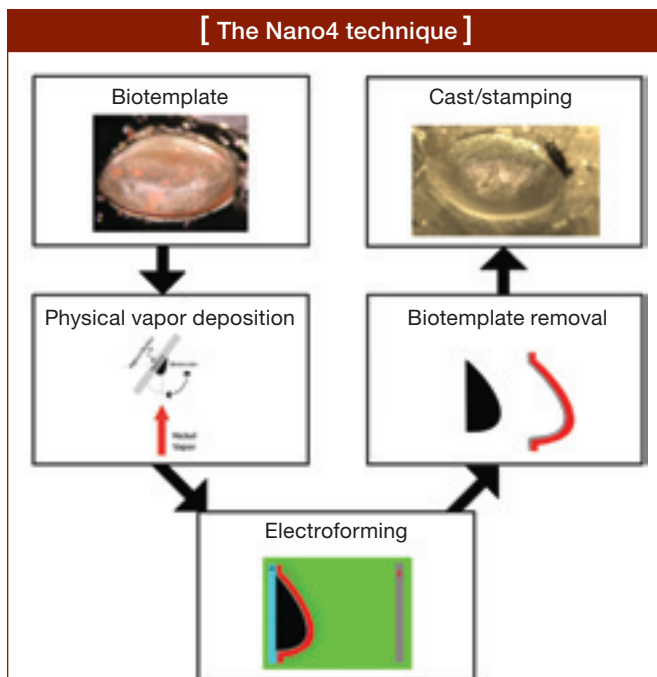 [ The Nano4 technique ]
Biotemplate
Physical vapor deposition
Nickel
Vapor
Electroforming
Biotemplate removal
Cast/stamping